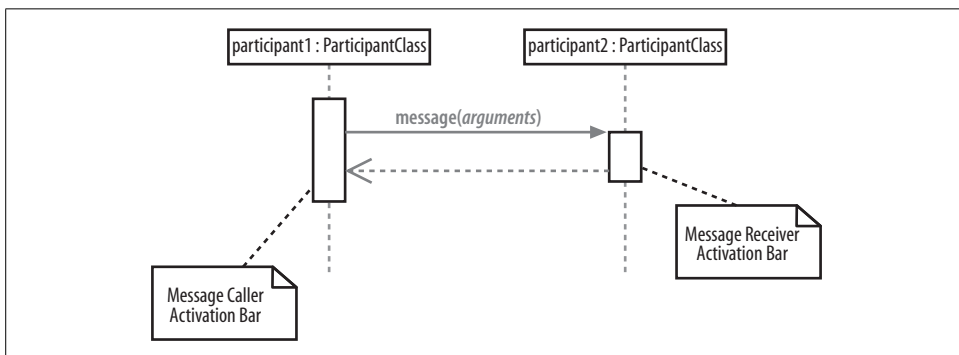 participant1 : ParticipantClass
participant2 : ParticipantClass
message(arguments)
Message Receiver
Activation Bar
Message Caller
Activation Bar